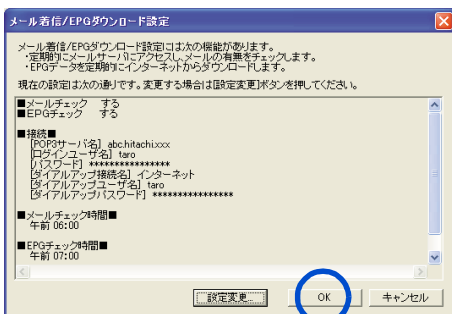 メール着信/EPGダウンロード設定
メール着信/EPGダウンロード設定には次の機能があります。
・定期的にメールサーバにアクセスし、メールの有無をチェックします。
・EPGデータを定期的にインターネットからダウンロードします。
現在の設定は次の通りです。変更する場合は[設定変更]ボタンを押してください。
■メールチェック　する
■EPGチェック　する
■接続■
[POP3サーバ名] abc.hitachi.xxx
[ログインユーザ名] taro
[パスワード] ****************
[ダイアルアップ接続名] インターネット
[ダイアルアップユーザ名] taro
[ダイアルアップパスワード] ****************
■メールチェック時間■
午前 06:00
■EPGチェック時間■
午前 07:00
設定変更...
OK
キャンセル